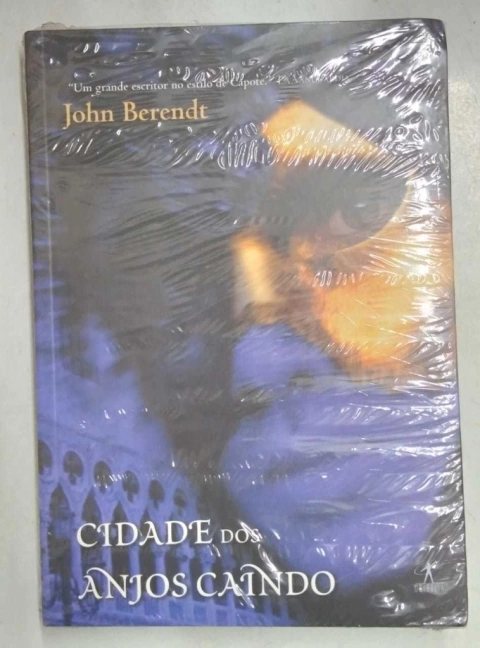 "Um grande escritor no estilo de Capote."
John Berendt
CIDADE DOS
ANJOS CAINDO